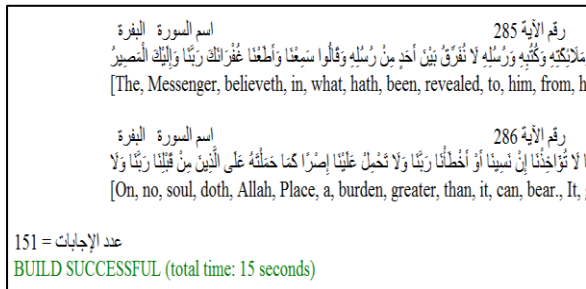 رقم الآية 285 اسم السورة البقرة
مَلَائِكَتِهِ وَكُتُبِهِ وَرُسُلِهِ لَا نُفَرِّقُ بَيْنَ أَحَدٍ مِنْ رُسُلِهِ وَقَالُوا سَمِعْنَا وَأَطَعْنَا غُفْرَانَكَ رَبَّنَا وَإِلَيْكَ الْمَصِيرُ
[The, Messenger, believeth, in, what, hath, been, revealed, to, him, from,
رقم الآية 286 اسم السورة البقرة
لَا تُؤَاخِذْنَا إِنْ نَسِينَا أَوْ أَخْطَأْنَا رَبَّنَا وَلَا تَحْمِلْ عَلَيْنَا إِصْرًا كَمَا حَمَلْتَهُ عَلَى الَّذِينَ مِنْ قَبْلِنَا رَبَّنَا وَلَا
[On, no, soul, doth, Allah, Place, a, burden, greater, than, it, can, bear., It,
عدد الإجابات = 151
BUILD SUCCESSFUL (total time: 15 seconds)